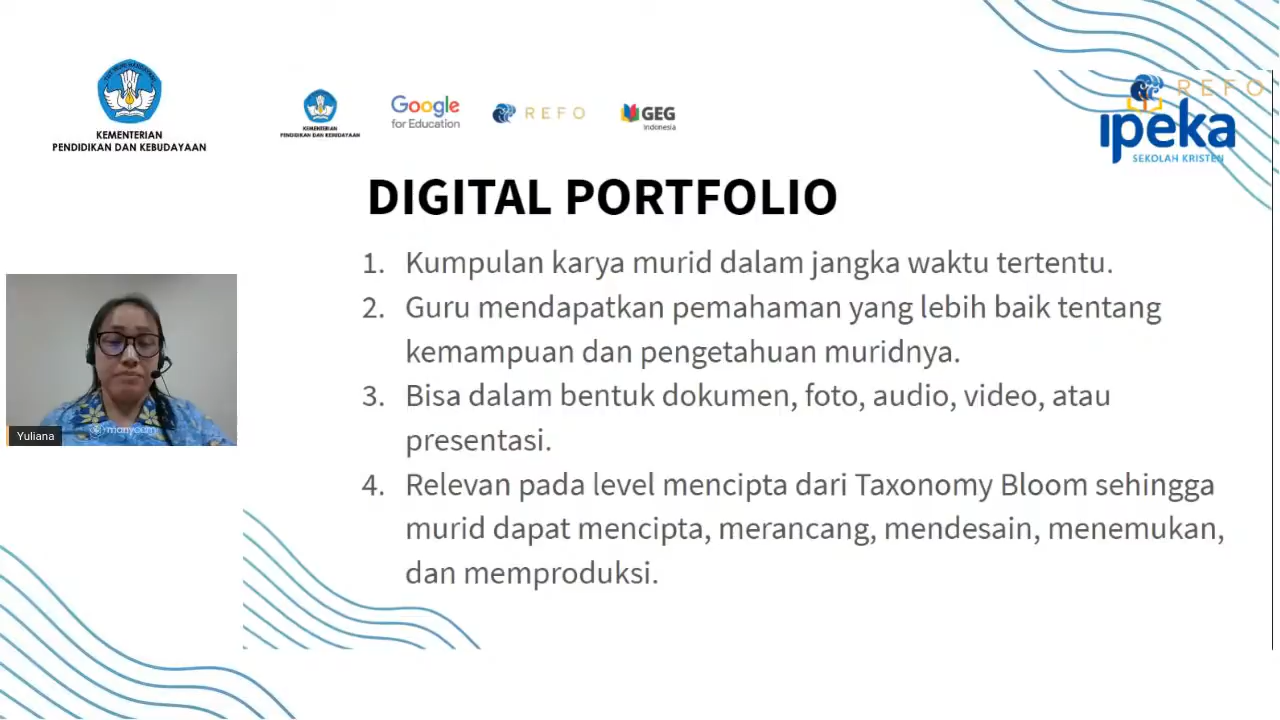 KEMENTERIAN
PENDIDIKAN DAN KEBUDAYAAN
KEMENTERIAN
PENDIDIKAN DAN KEBUDAYAAN
Google
for Education
REFO
GEG
Indonesia
REFO
ipeka
SEKOLAH KRISTEN
DIGITAL PORTFOLIO
1. Kumpulan karya murid dalam jangka waktu tertentu.
2. Guru mendapatkan pemahaman yang lebih baik tentang
kemampuan dan pengetahuan muridnya.
3. Bisa dalam bentuk dokumen, foto, audio, video, atau
presentasi.
4. Relevan pada level mencipta dari Taxonomy Bloom sehingga
murid dapat mencipta, merancang, mendesain, menemukan,
dan memproduksi.
manycam
Yuliana